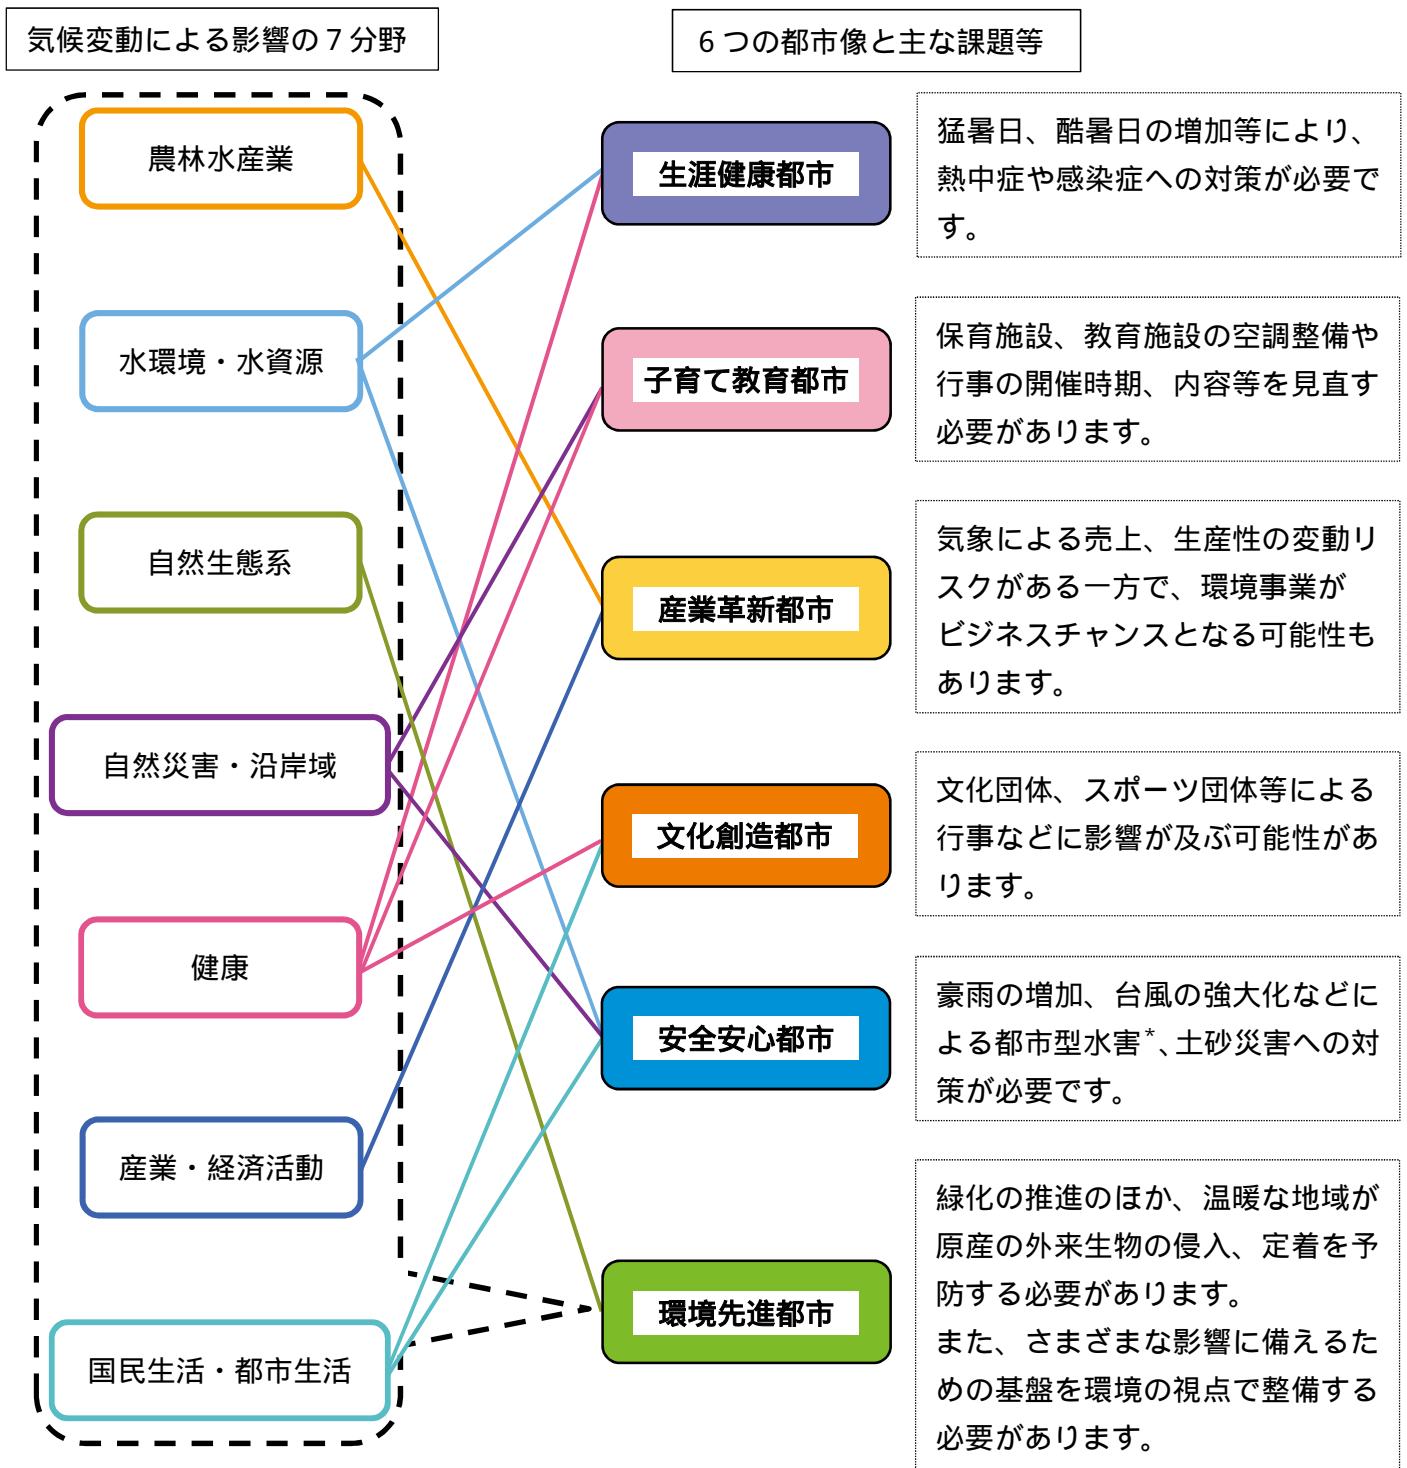 気候変動による影響の７分野
６つの都市像と主な課題等
農林水産業
水環境・水資源
自然生態系
自然災害・沿岸域
健康
産業・経済活動
国民生活・都市生活
生涯健康都市
猛暑日、酷暑日の増加等により、
熱中症や感染症への対策が必要で
す。
子育て教育都市
保育施設、教育施設の空調整備や
行事の開催時期、内容等を見直す
必要があります。
産業革新都市
気象による売上、生産性の変動リ
スクがある一方で、環境事業が
ビジネスチャンスとなる可能性も
あります。
文化創造都市
文化団体、スポーツ団体等による
行事などに影響が及ぶ可能性があ
ります。
安全安心都市
豪雨の増加、台風の強大化などに
よる都市型水害*、土砂災害への対
策が必要です。
環境先進都市
緑化の推進のほか、温暖な地域が
原産の外来生物の侵入、定着を予
防する必要があります。
また、さまざまな影響に備えるた
めの基盤を環境の視点で整備する
必要があります。